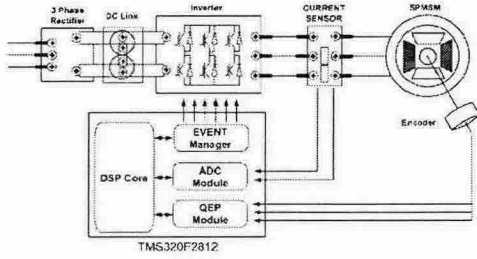 3 Phase
Rectifier
DC Link
Inverter
CURRENT
SENSOR
SPMSM
Encoder
EVENT
Manager
DSP Core
ADC
Module
QEP
Module
TMS320F2812